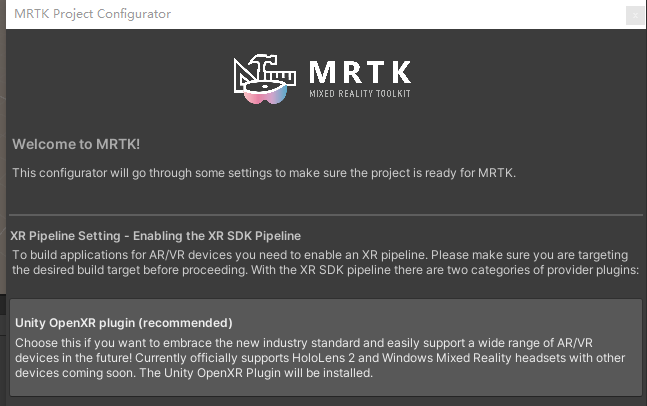 MRTK Project Configurator
MRTK
MIXED REALITY TOOLKIT
Welcome to MRTK!
This configurator will go through some settings to make sure the project is ready for MRTK.
XR Pipeline Setting - Enabling the XR SDK Pipeline
To build applications for AR/VR devices you need to enable an XR pipeline. Please make sure you are targeting
the desired build target before proceeding. With the XR SDK pipeline there are two categories of provider plugins:
Unity OpenXR plugin (recommended)
Choose this if you want to embrace the new industry standard and easily support a wide range of AR/VR
devices in the future! Currently officially supports HoloLens 2 and Windows Mixed Reality headsets with other
devices coming soon. The Unity OpenXR Plugin will be installed.